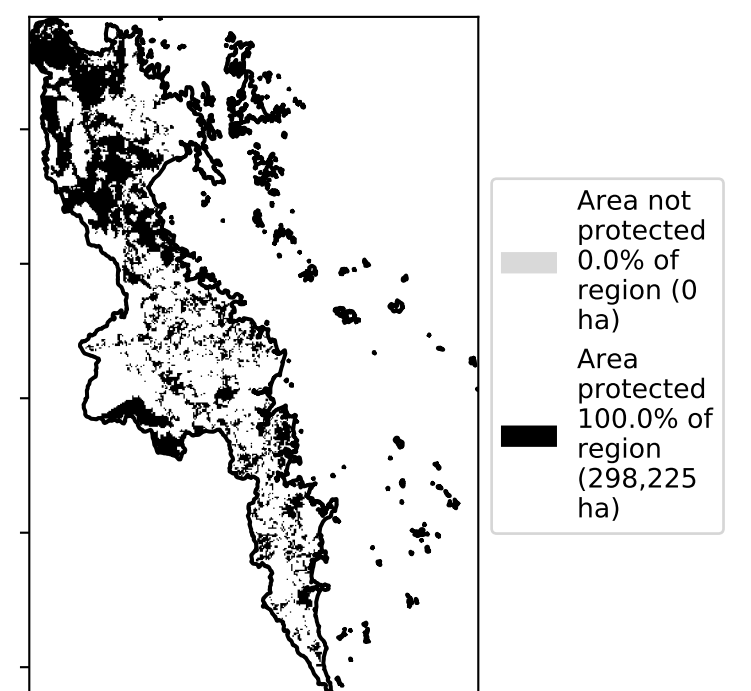 Area not
protected
0.0% of
region (0
ha)
Area
protected
100.0% of
region
(298,225
ha)